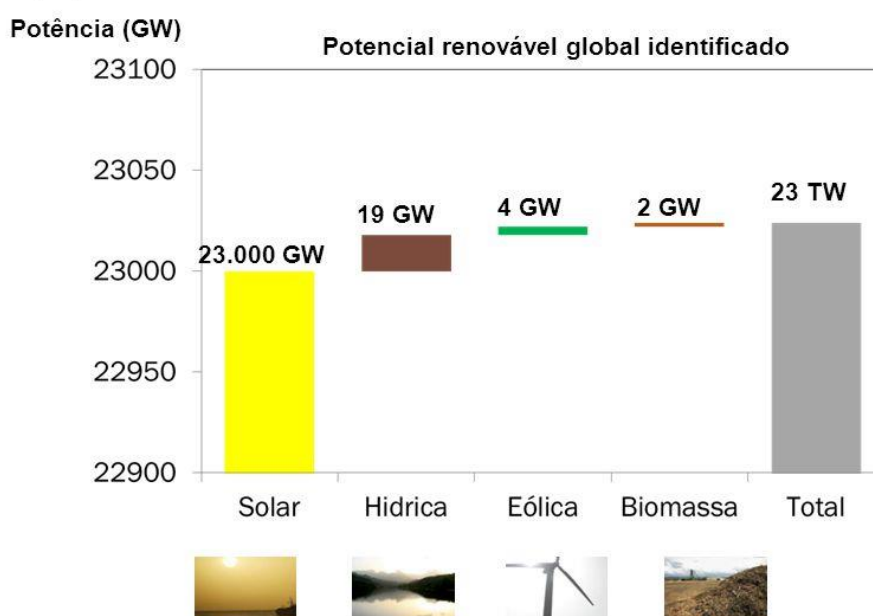 Potência (GW)
Potencial renovável global identificado
23100
23050
23000
22950
22900
23.000 GW
19 GW
4 GW
2 GW
23 TW
Solar
Hidrica
Eólica
Biomassa
Total